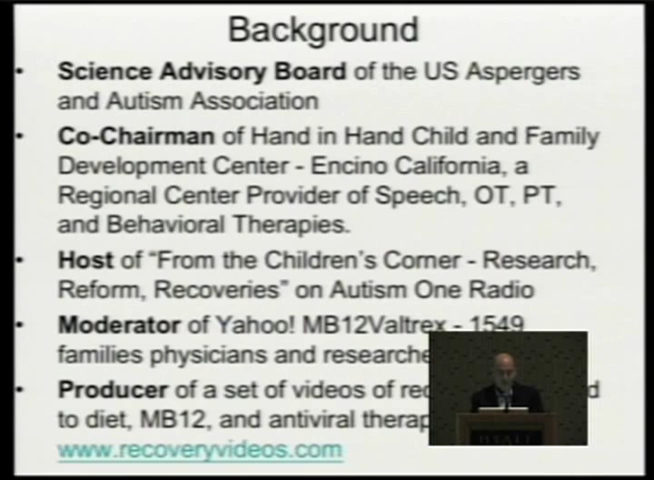 Background
• Science Advisory Board of the US Aspergers
and Autism Association
• Co-Chairman of Hand in Hand Child and Family
Development Center - Encino California, a
Regional Center Provider of Speech, OT, PT,
and Behavioral Therapies.
• Host of “From the Children’s Corner - Research,
Reform, Recoveries” on Autism One Radio
• Moderator of Yahoo! MB12Valtrex - 1549
families physicians and
• Producer of a set of videos of
to diet, MB12, and antiviral
www.recoveryvideos.com
HYATT